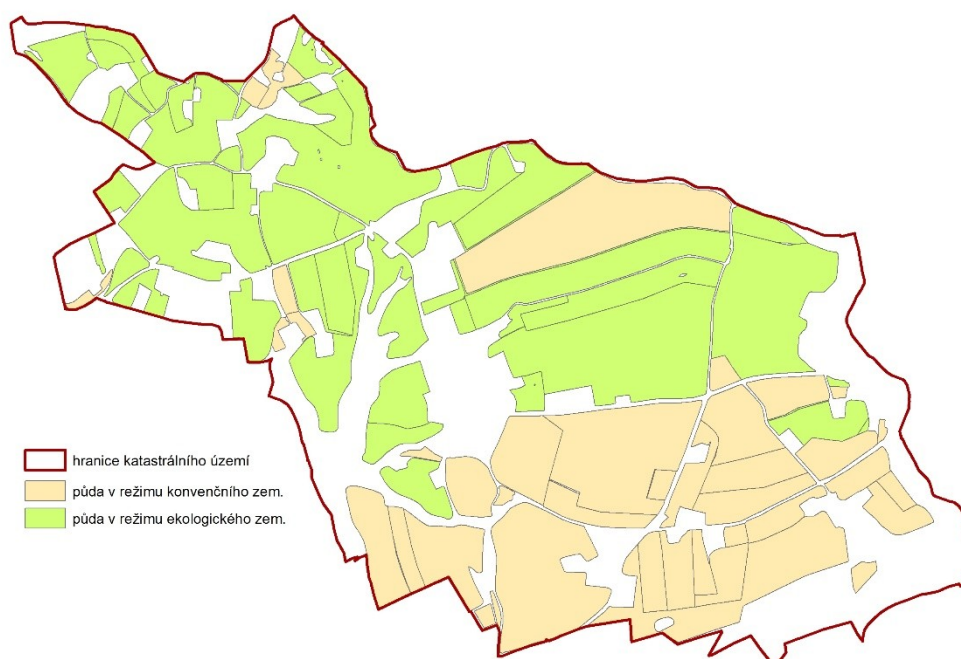 hranice katastrálního území
půda v režimu konvenčního zem.
půda v režimu ekologického zem.